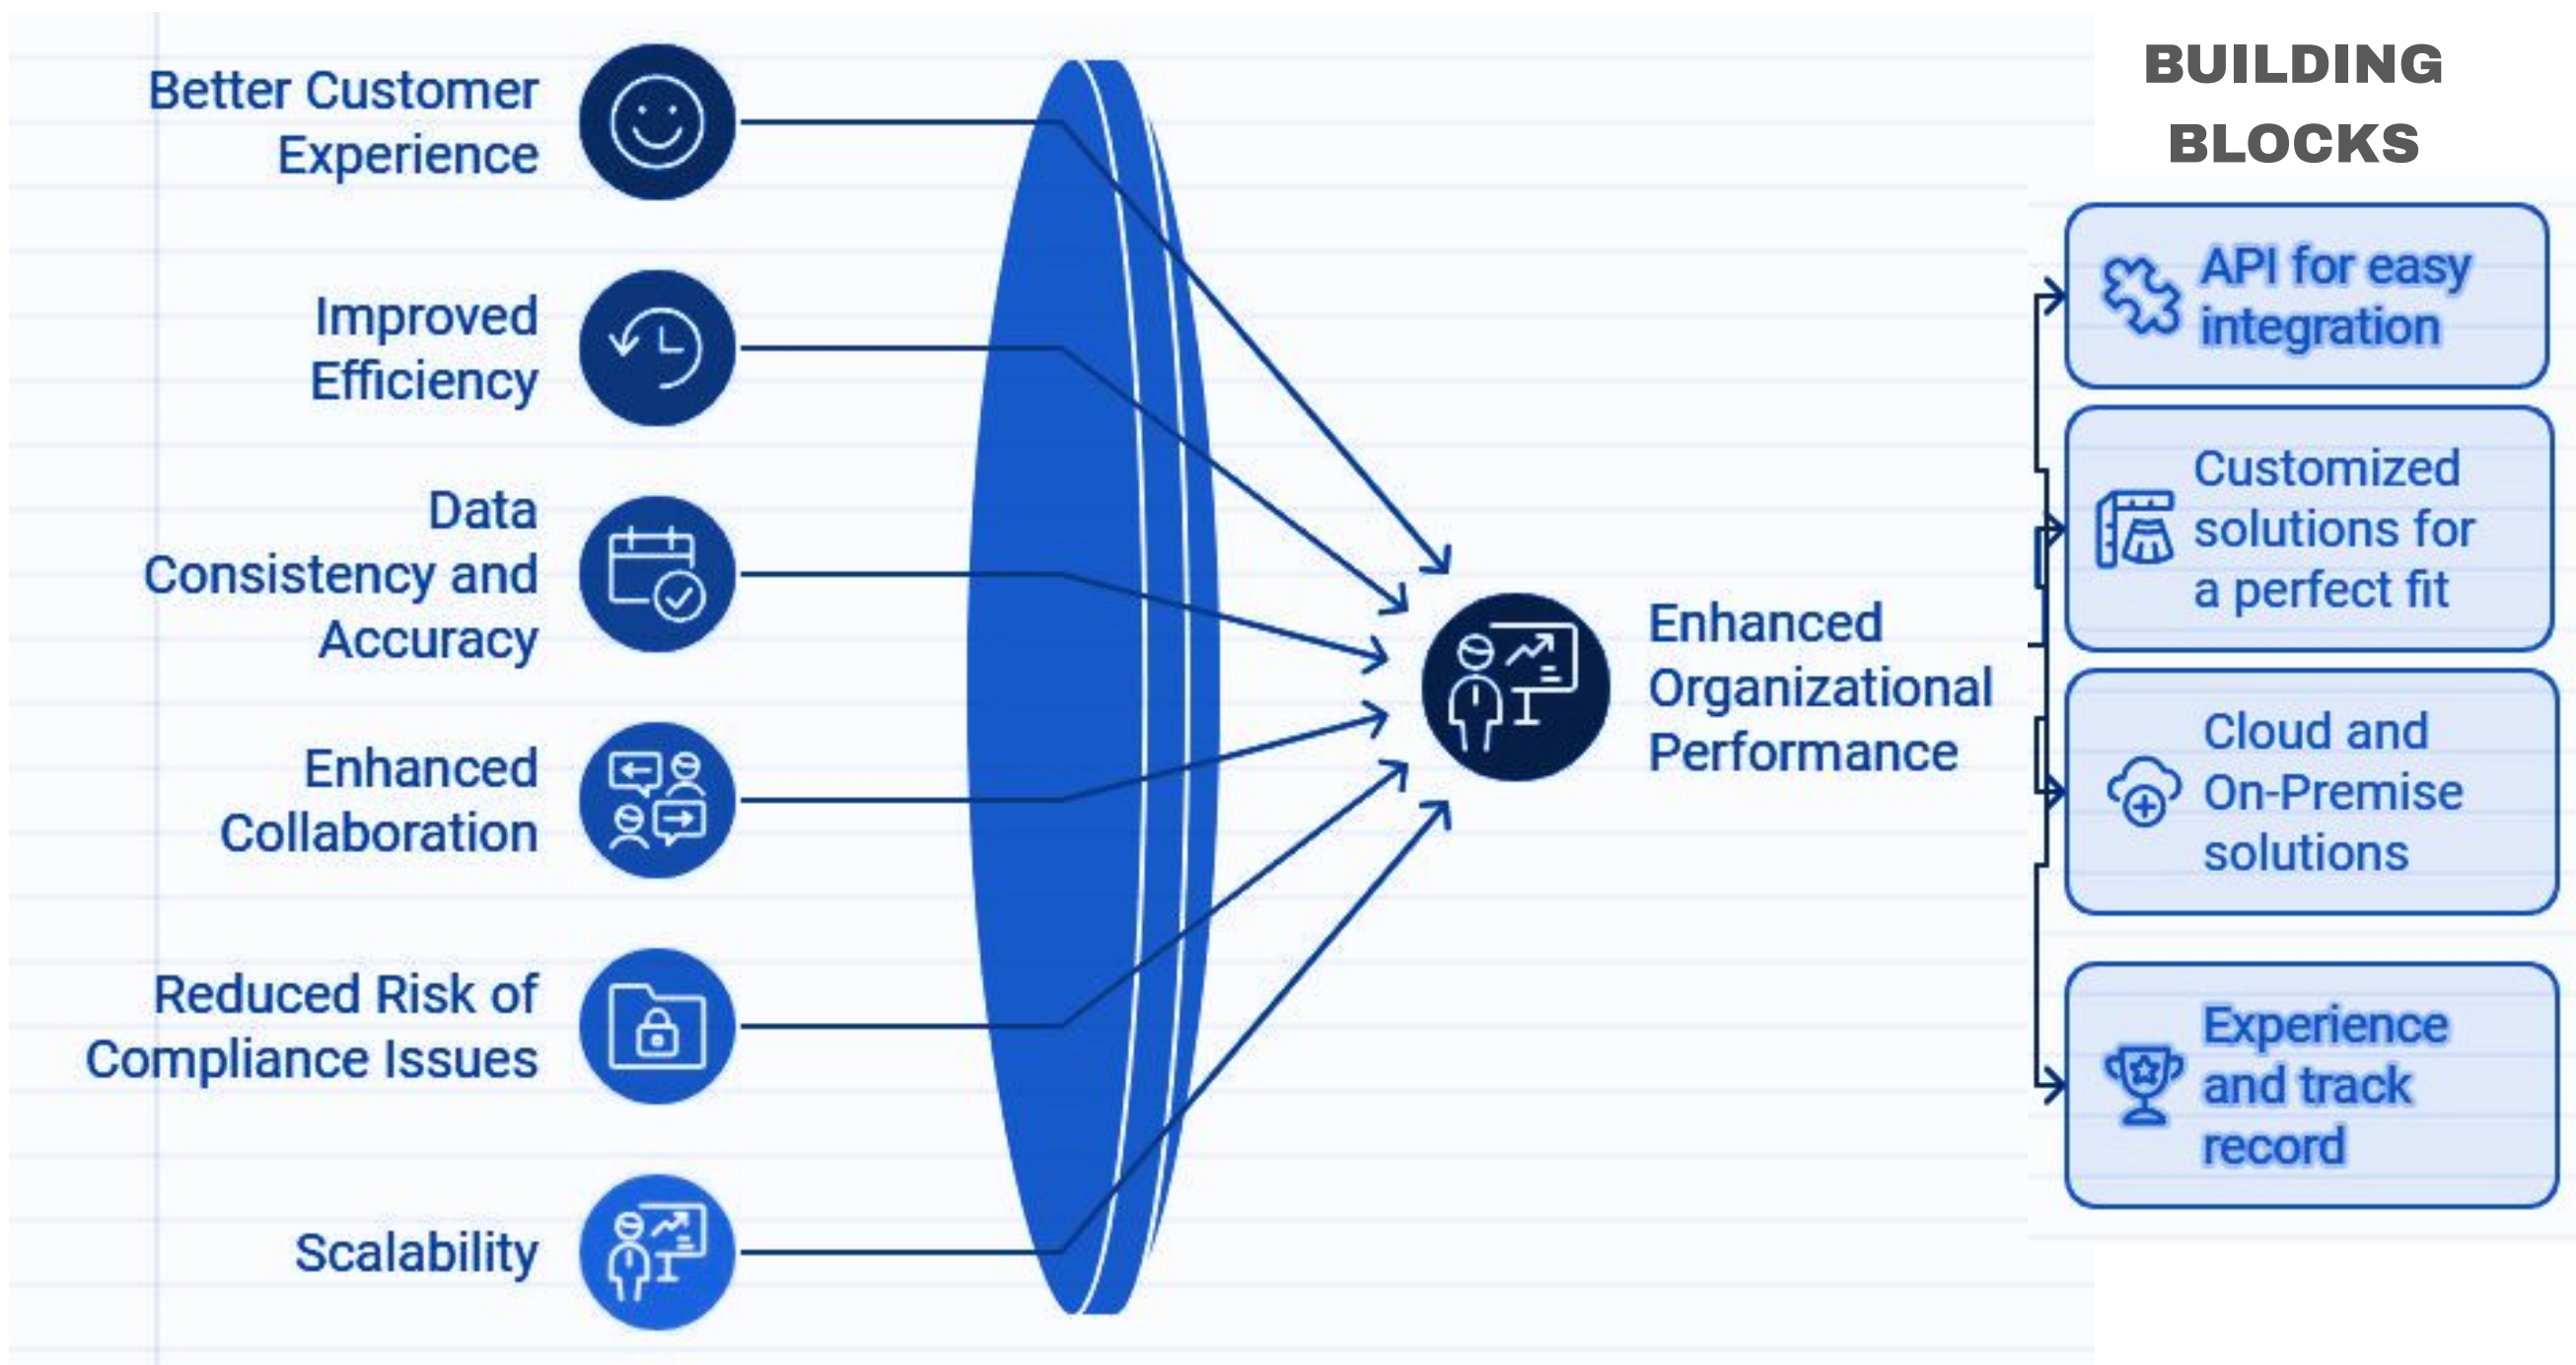 Better Customer
Experience
Improved
Efficiency
Data
Consistency and
Accuracy
Enhanced
Collaboration
Reduced Risk of
Compliance Issues
Scalability
Enhanced
Organizational
Performance
BUILDING
BLOCKS
API for easy
integration
Customized
solutions for
a perfect fit
Cloud and
On-Premise
solutions
Experience
and track
record